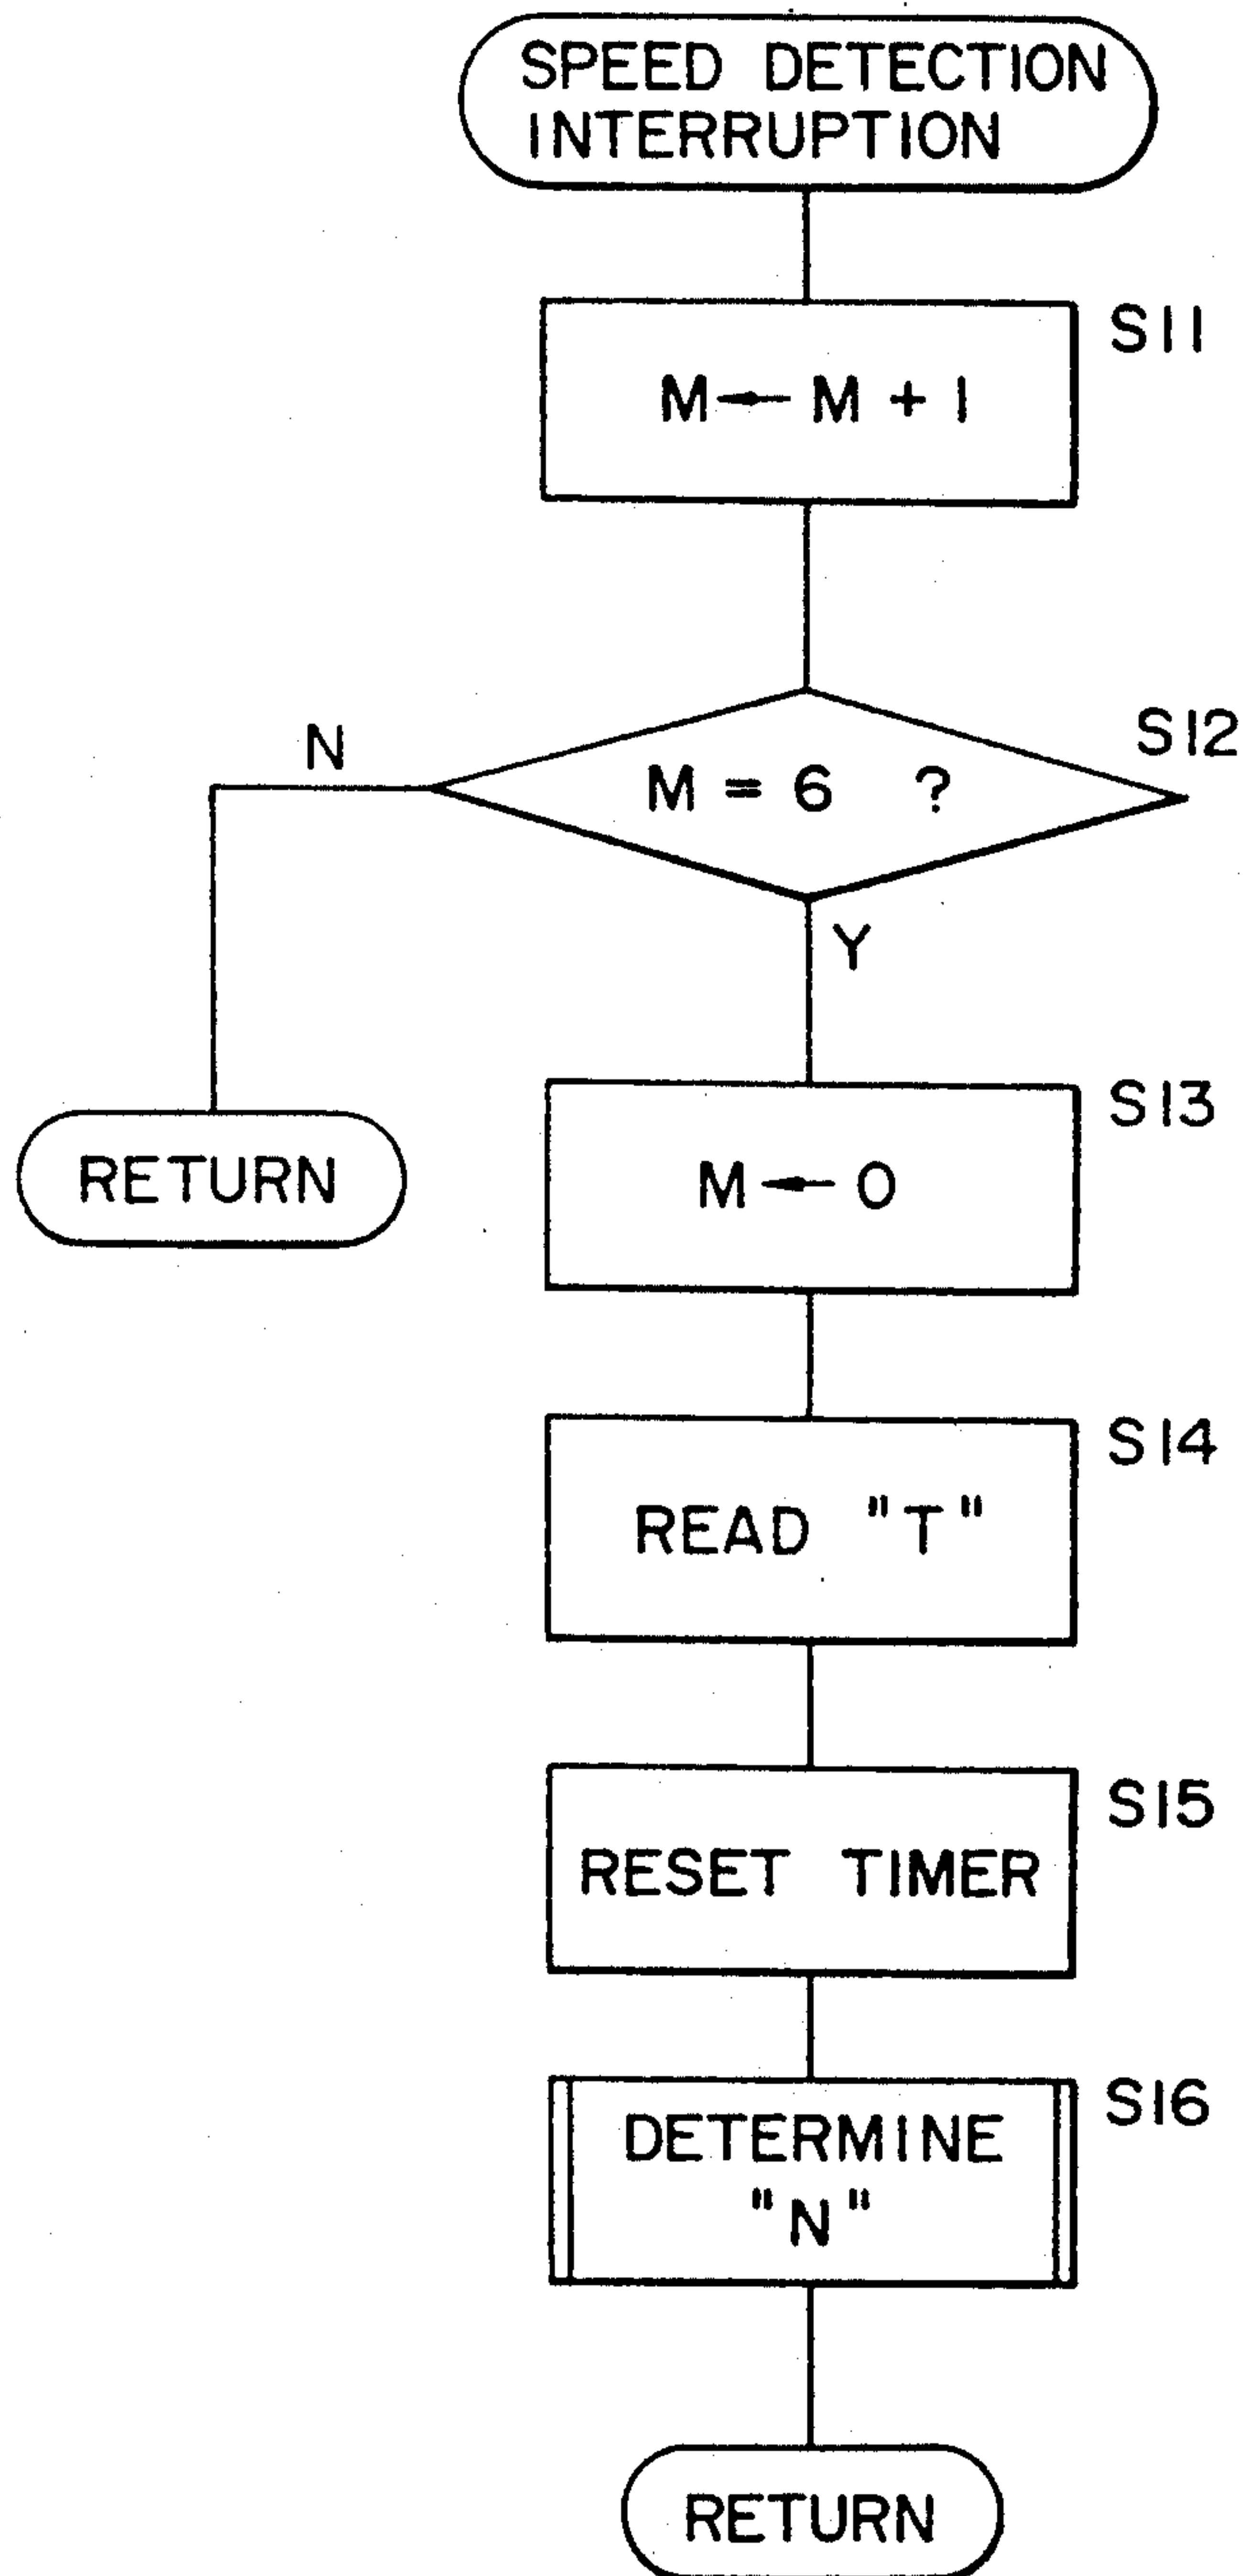 SPEED DETECTION
INTERRUPTION
S11
M ← M + 1
S12
N
M = 6 ?
Y
S13
RETURN
M ← 0
S14
READ "T"
S15
RESET TIMER
S16
DETERMINE
"N"
RETURN